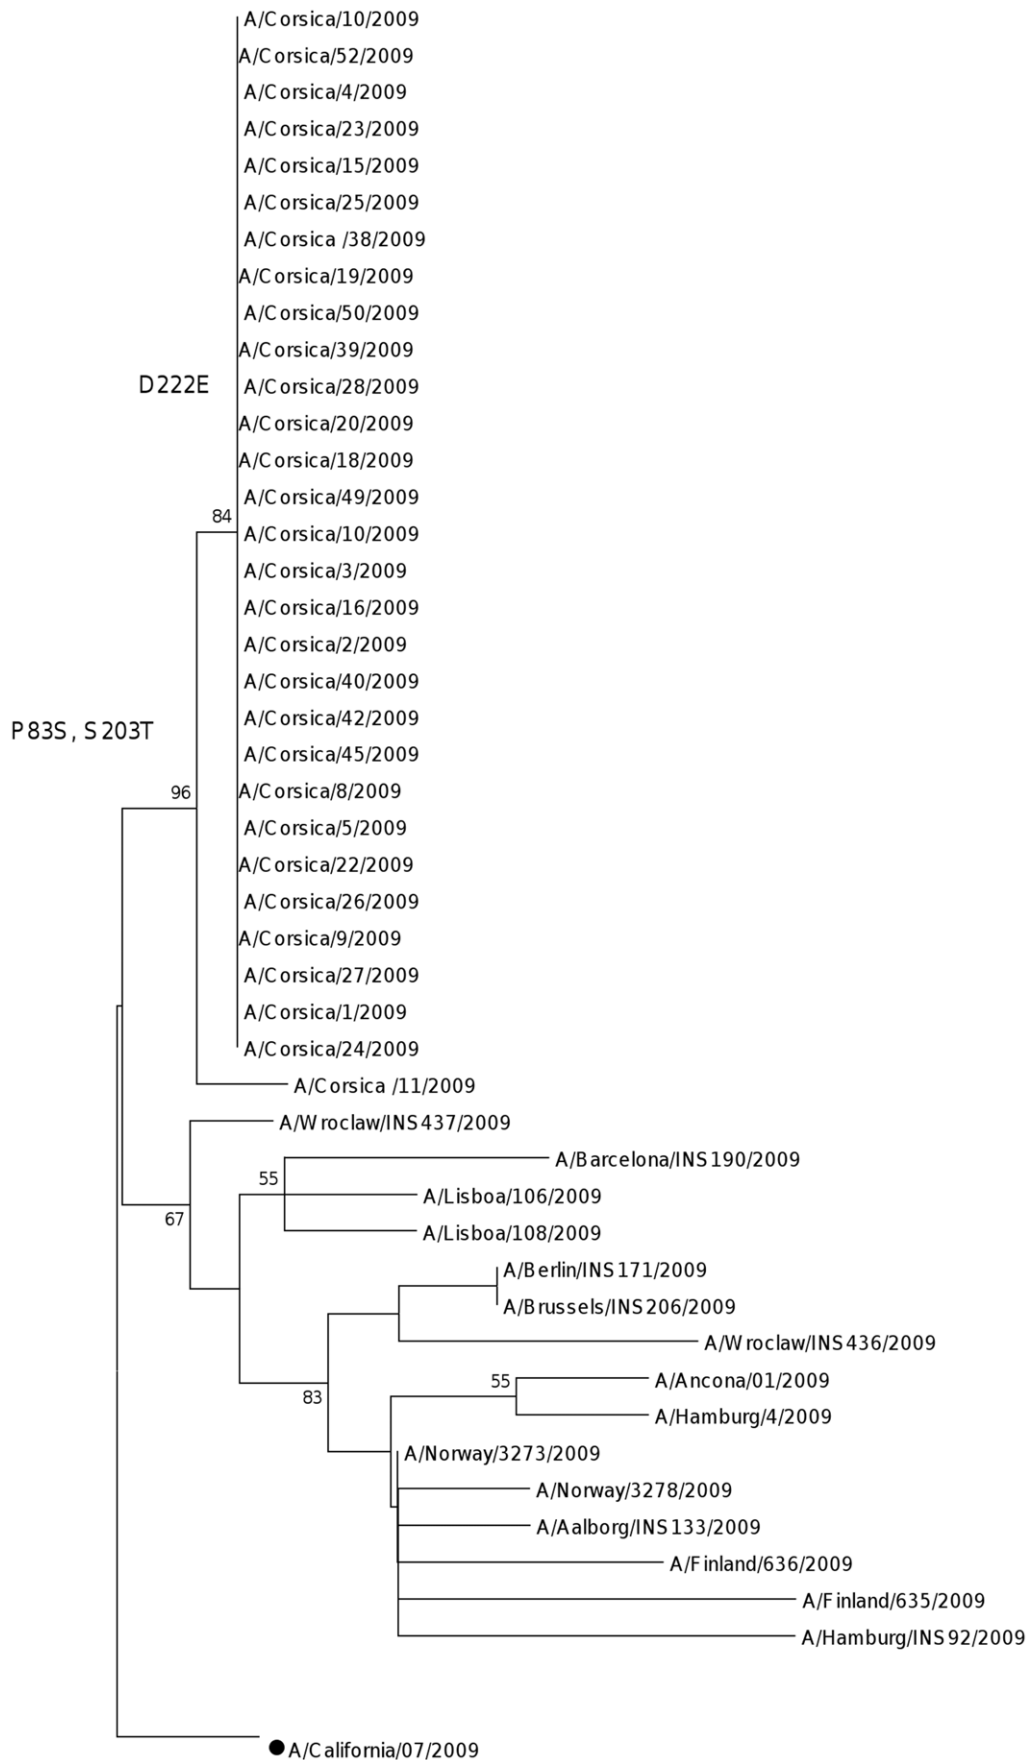 A/Corsica/10/2009
A/Corsica/52/2009
A/Corsica/4/2009
A/Corsica/23/2009
A/Corsica/15/2009
A/Corsica/25/2009
A/Corsica /38/2009
A/Corsica/19/2009
A/Corsica/50/2009
A/Corsica/39/2009
D222E
A/Corsica/28/2009
A/Corsica/20/2009
A/Corsica/18/2009
A/Corsica/49/2009
84
A/Corsica/10/2009
A/Corsica/3/2009
A/Corsica/16/2009
A/Corsica/2/2009
A/Corsica/40/2009
A/Corsica/42/2009
P83S, S203T
A/Corsica/45/2009
96
A/Corsica/8/2009
A/Corsica/5/2009
A/Corsica/22/2009
A/Corsica/26/2009
A/Corsica/9/2009
A/Corsica/27/2009
A/Corsica/1/2009
A/Corsica/24/2009
A/Corsica /11/2009
A/Wroclaw/INS437/2009
A/Barcelona/INS190/2009
55
A/Lisboa/106/2009
67
A/Lisboa/108/2009
A/Berlin/INS171/2009
A/Brussels/INS206/2009
A/Wroclaw/INS436/2009
55
A/Ancona/01/2009
83
A/Hamburg/4/2009
A/Norway/3273/2009
A/Norway/3278/2009
A/Aalborg/INS133/2009
A/Finland/636/2009
A/Finland/635/2009
A/Hamburg/INS92/2009
A/California/07/2009